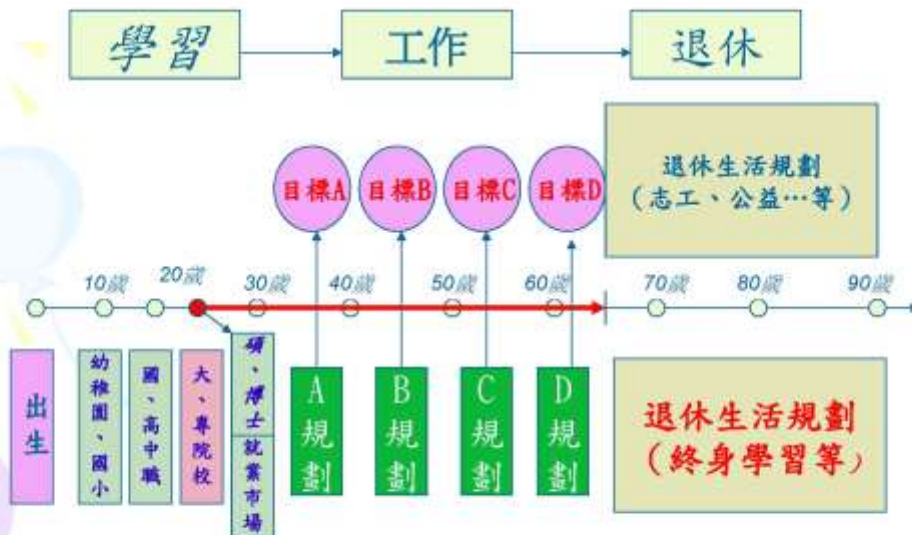 學習
工作
退休
目標A
目標B
目標C
目標D
退休生活規劃
(志工、公益…等)
10歲
20歲
30歲
40歲
50歲
60歲
70歲
80歲
90歲
出生
幼稚園、國小
國、高中職
大、專院校
碩、博士
就業市場
A規劃
B規劃
C規劃
D規劃
退休生活規劃
(終身學習等)